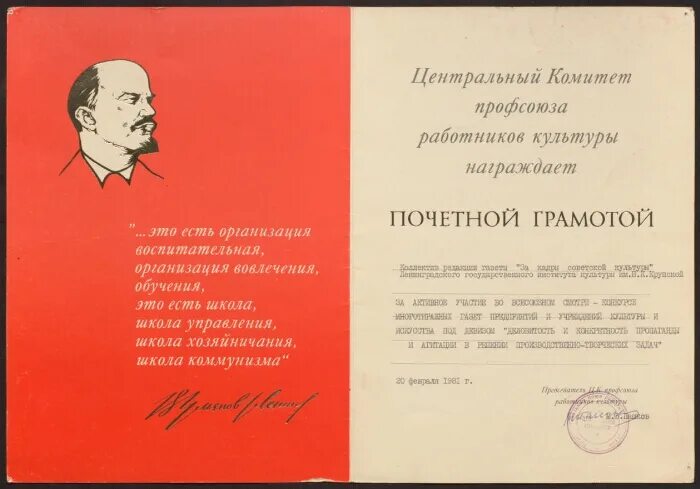 "...это есть организация
воспитательная,
организация вовлечения,
обучения,
это есть школа,
школа управления,
школа хозяйничания,
школа коммунизма"
В. Ульянов (Ленин)
Центральный Комитет
профсоюза
работников культуры
награждает
ПОЧЕТНОЙ ГРАМОТОЙ
Коллектив редакции газеты "За кадры советской культуры"
Ленинградского государственного института культуры им.Н.К.Крупской
ЗА АКТИВНОЕ УЧАСТИЕ ВО ВСЕСОЮЗНОМ СМОТРЕ-КОНКУРСЕ
МНОГОТИРАЖНЫХ ГАЗЕТ ПРЕДПРИЯТИЙ И УЧРЕЖДЕНИЙ КУЛЬТУРЫ И
ИСКУССТВА ПОД ДЕВИЗОМ "ДЕЛОВИТОСТЬ И КОНКРЕТНОСТЬ ПРОПАГАНДЫ
И АГИТАЦИИ В РЕШЕНИИ ПРОИЗВОДСТВЕННО-ТВОРЧЕСКИХ ЗАДАЧ"
20 февраля 1981 г.
Председатель ЦК профсоюза
работников культуры